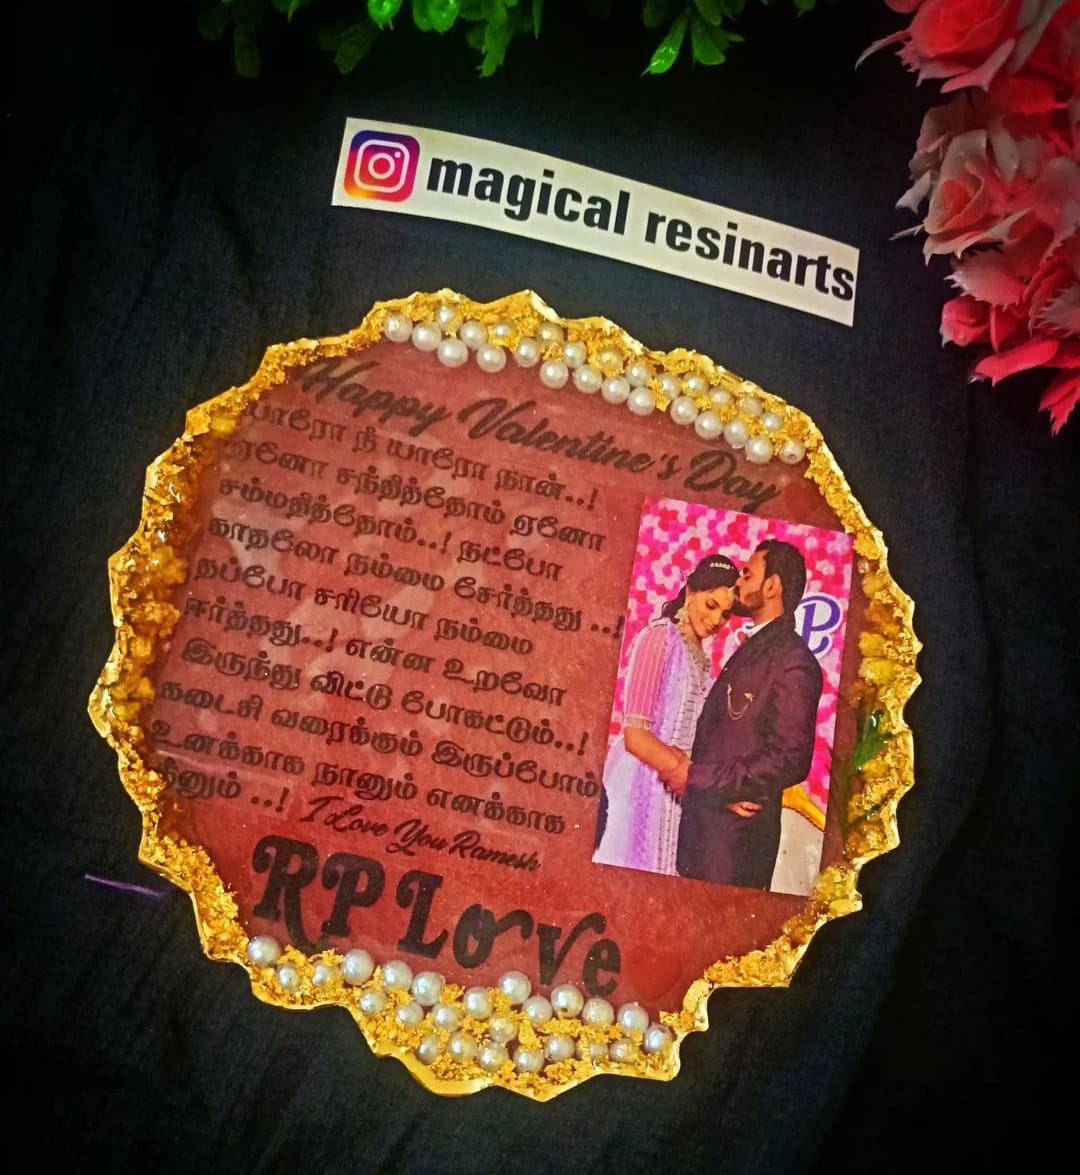 magical resinarts
Happy Valentine's Day
யாரோ நீ யாரோ நான்..!
ஏனோ சந்தித்தோம் ஏனோ
சம்மதித்தோம்..! நட்போ
காதலோ நம்மை சேர்த்தது ..!
தப்போ சரியோ நம்மை
ஈர்த்தது..! என்ன உறவோ
இருந்து விட்டு போகட்டும்..!
கடைசி வரைக்கும் இருப்போம்
உனக்காக நானும் எனக்காக
நீனும் ..! I Love You Ramesh
RP Love
P